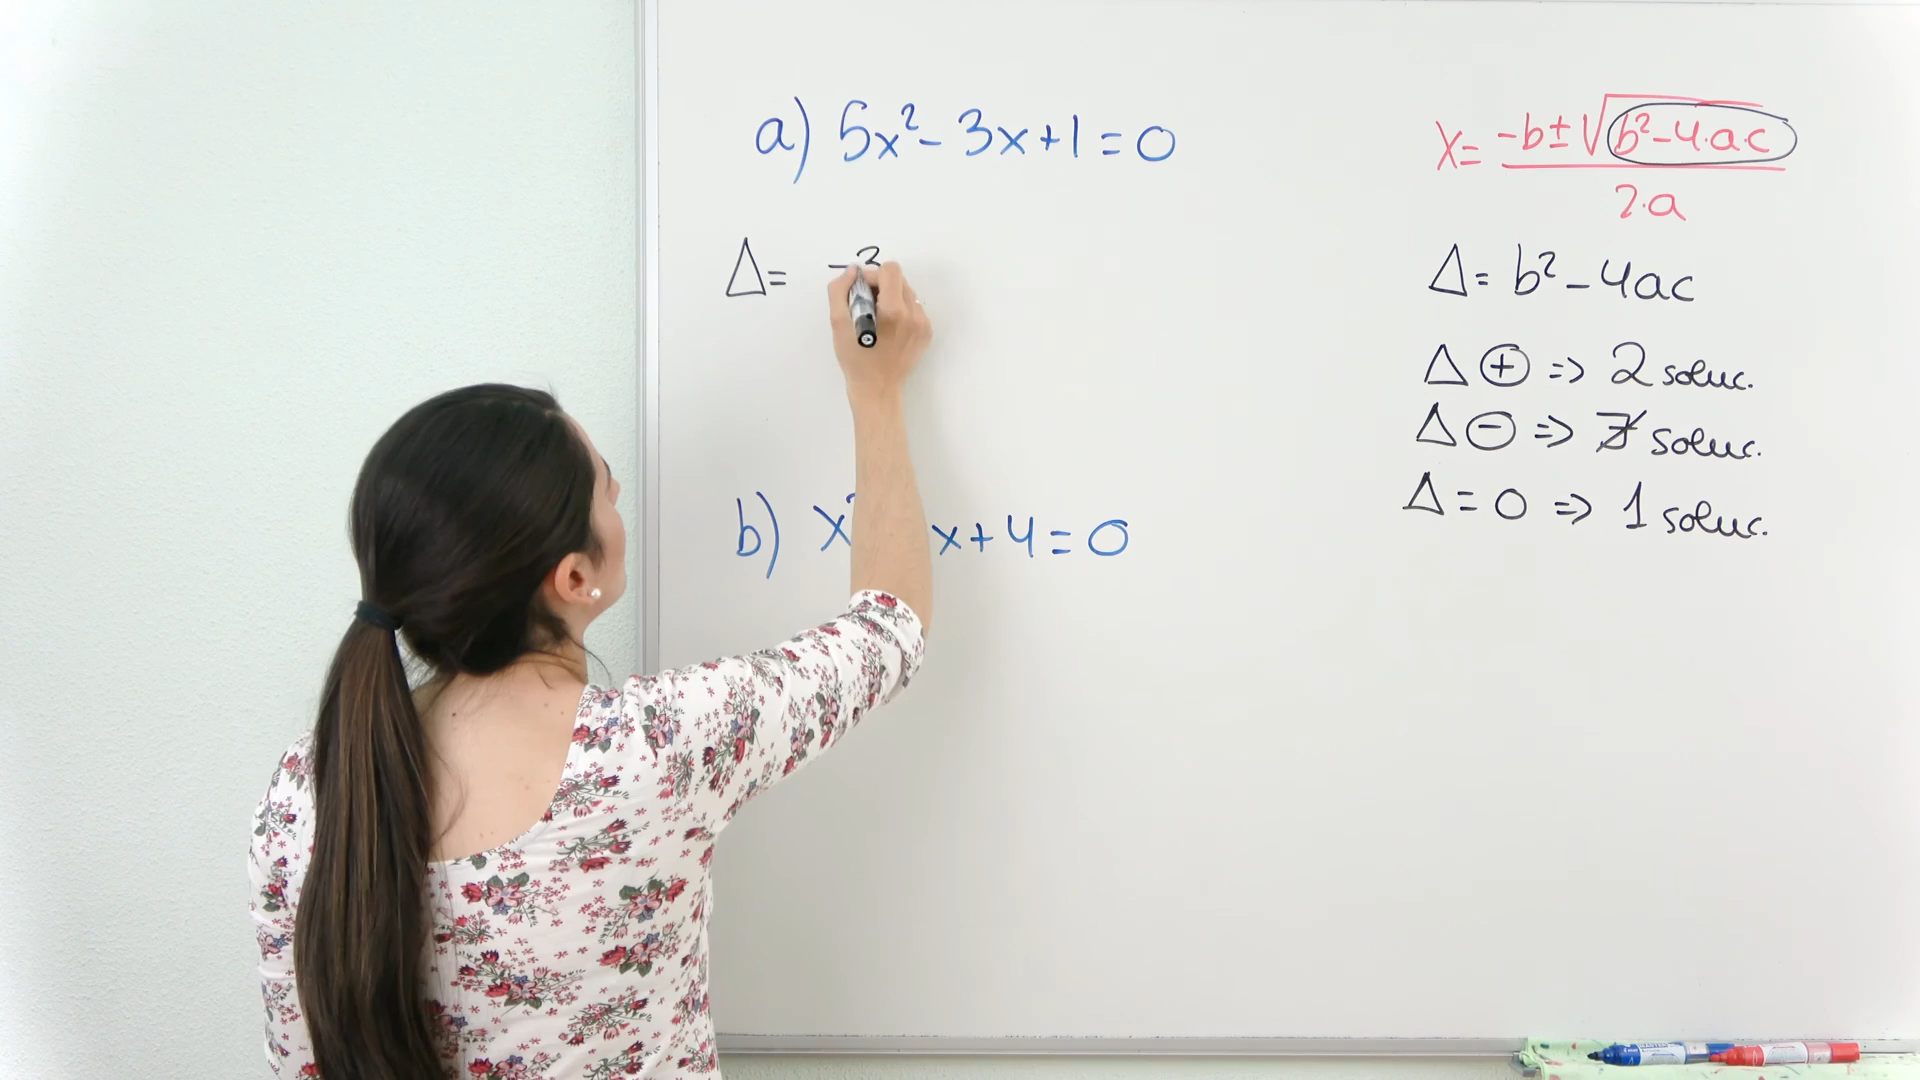 a) 5x² - 3x + 1 = 0
Δ = -3
b) x² x + 4 = 0
x = -b ± √b² - 4·a·c / 2·a
Δ = b² - 4ac
Δ ⊕ => 2 soluc.
Δ ⊖ => ∄ soluc.
Δ = 0 => 1 soluc.